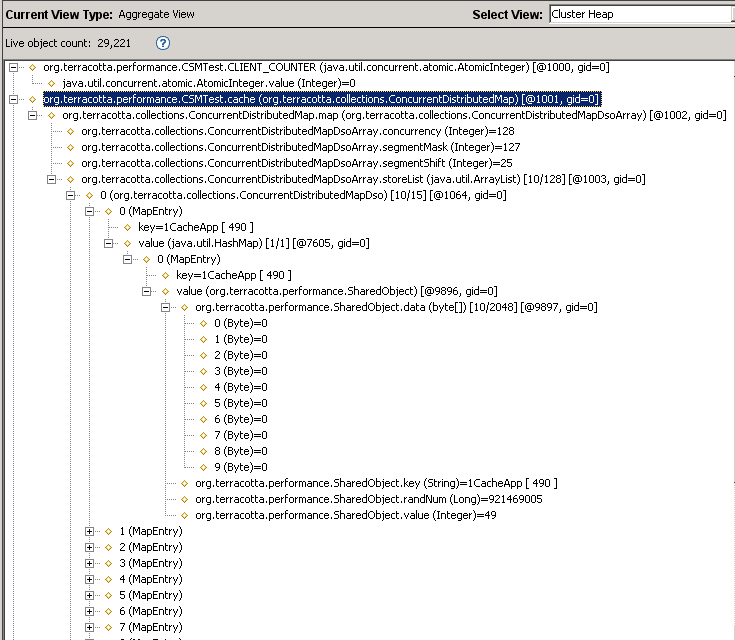 Current View Type: Aggregate View Select View: Cluster Heap
Live object count: 29,221 ?
org.terracotta.performance.CSMTest.CLIENT_COUNTER (java.util.concurrent.atomic.AtomicInteger) [@1000, gid=0]
java.util.concurrent.atomic.AtomicInteger.value (Integer)=0
org.terracotta.performance.CSMTest.cache (org.terracotta.collections.ConcurrentDistributedMap) [@1001, gid=0]
org.terracotta.collections.ConcurrentDistributedMap.map (org.terracotta.collections.ConcurrentDistributedMapDsoArray) [@1002, gid=0]
org.terracotta.collections.ConcurrentDistributedMapDsoArray.concurrency (Integer)=128
org.terracotta.collections.ConcurrentDistributedMapDsoArray.segmentMask (Integer)=127
org.terracotta.collections.ConcurrentDistributedMapDsoArray.segmentShift (Integer)=25
org.terracotta.collections.ConcurrentDistributedMapDsoArray.storeList (java.util.ArrayList) [10/128] [@1003, gid=0]
0 (org.terracotta.collections.ConcurrentDistributedMapDso) [10/15] [@1064, gid=0]
0 (MapEntry)
key=1CacheApp [ 490 ]
value (java.util.HashMap) [1/1] [@7605, gid=0]
0 (MapEntry)
key=1CacheApp [ 490 ]
value (org.terracotta.performance.SharedObject) [@9896, gid=0]
org.terracotta.performance.SharedObject.data (byte[]) [10/2048] [@9897, gid=0]
0 (Byte)=0
1 (Byte)=0
2 (Byte)=0
3 (Byte)=0
4 (Byte)=0
5 (Byte)=0
6 (Byte)=0
7 (Byte)=0
8 (Byte)=0
9 (Byte)=0
org.terracotta.performance.SharedObject.key (String)=1CacheApp [ 490 ]
org.terracotta.performance.SharedObject.randNum (Long)=921469005
org.terracotta.performance.SharedObject.value (Integer)=49
1 (MapEntry)
2 (MapEntry)
3 (MapEntry)
4 (MapEntry)
5 (MapEntry)
6 (MapEntry)
7 (MapEntry)